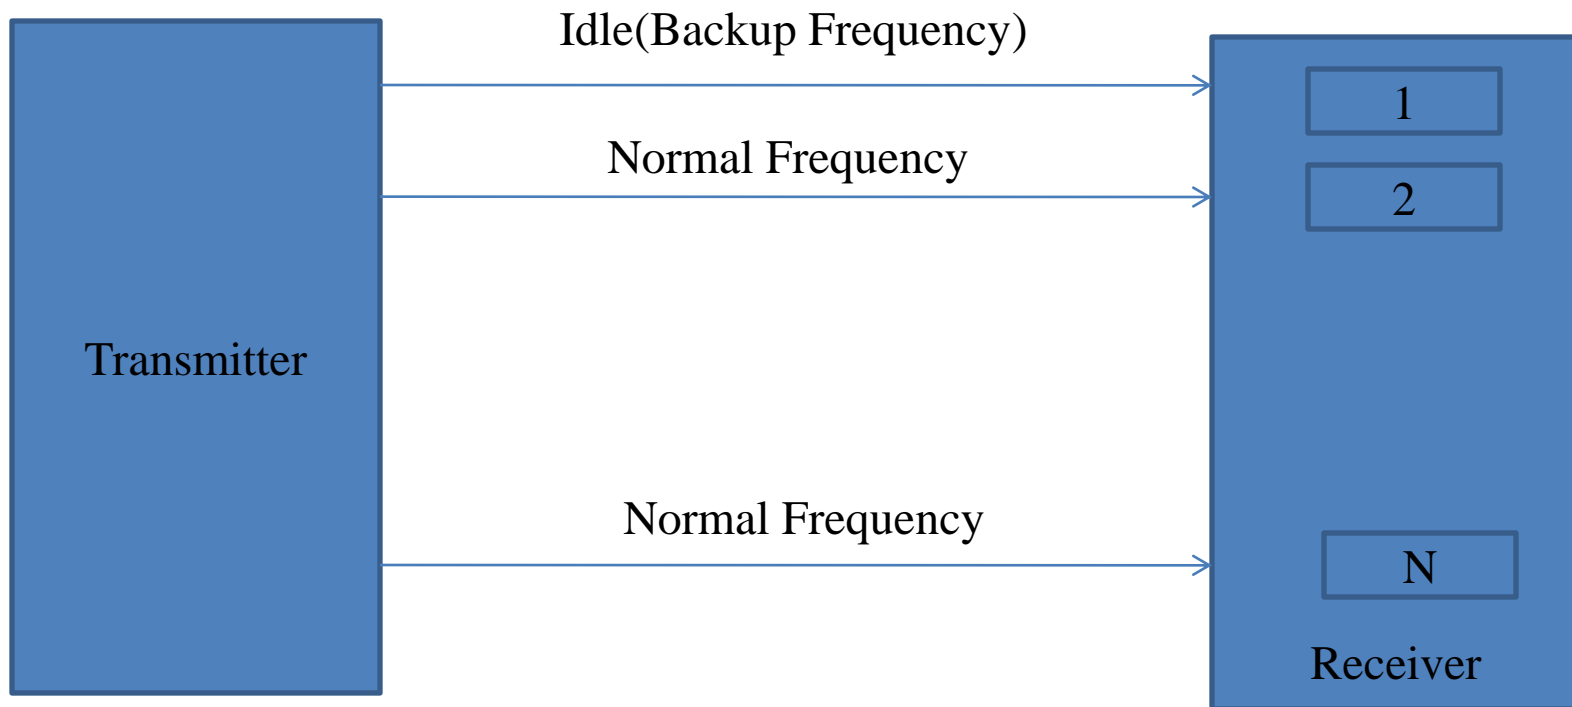 Idle(Backup Frequency)
1
Normal Frequency
2
Transmitter
Normal Frequency
N
Receiver